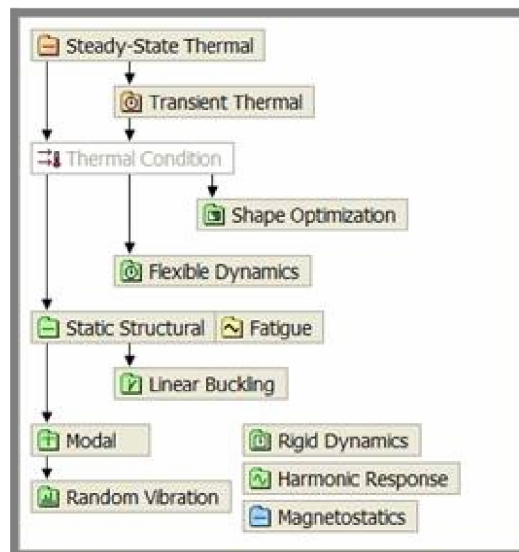 Steady-State Thermal
Transient Thermal
Thermal Condition
Shape Optimization
Flexible Dynamics
Static Structural Fatigue
Linear Buckling
Modal Rigid Dynamics
Harmonic Response
Random Vibration
Magnetostatics